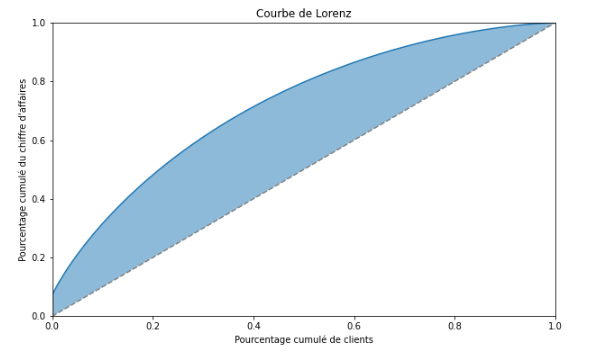 Courbe de Lorenz
1.0
0.8
0.6
0.4
0.2
0.0
Pourcentage cumulé du chiffre d'affaires
0.0 0.2 0.4 0.6 0.8 1.0
Pourcentage cumulé de clients